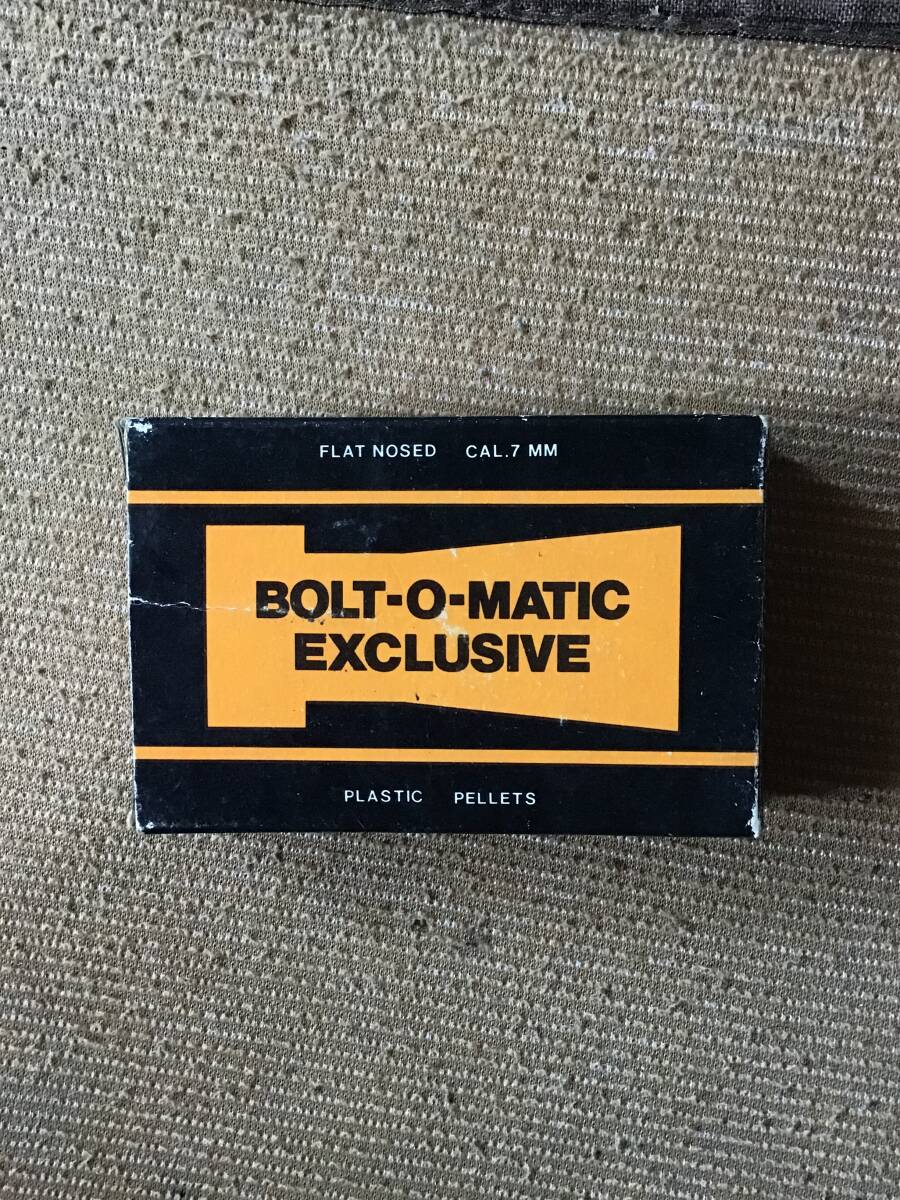 FLAT NOSED CAL.7 MM
BOLT-O-MATIC
EXCLUSIVE
PLASTIC PELLETS